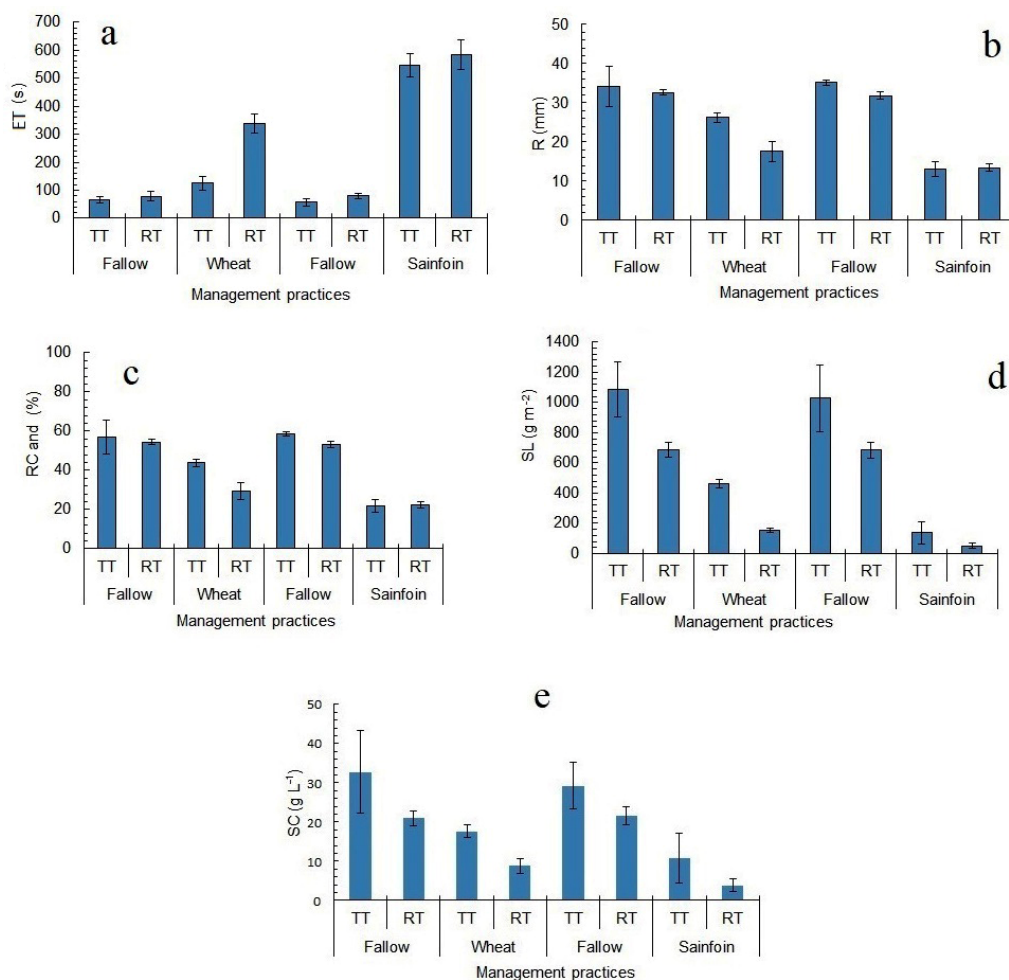 a
ET (s)
700
600
500
400
300
200
100
0
TT RT TT RT TT RT TT RT
Fallow Wheat Fallow Sainfoin
Management practices
b
R (mm)
50
40
30
20
10
0
TT RT TT RT TT RT TT RT
Fallow Wheat Fallow Sainfoin
Management practices
c
RC and (%)
100
80
60
40
20
0
TT RT TT RT TT RT TT RT
Fallow Wheat Fallow Sainfoin
Management practices
d
SL (g m⁻²)
1400
1200
1000
800
600
400
200
0
TT RT TT RT TT RT TT RT
Fallow Wheat Fallow Sainfoin
Management practices
e
SC (g L⁻¹)
50
40
30
20
10
0
TT RT TT RT TT RT TT RT
Fallow Wheat Fallow Sainfoin
Management practices